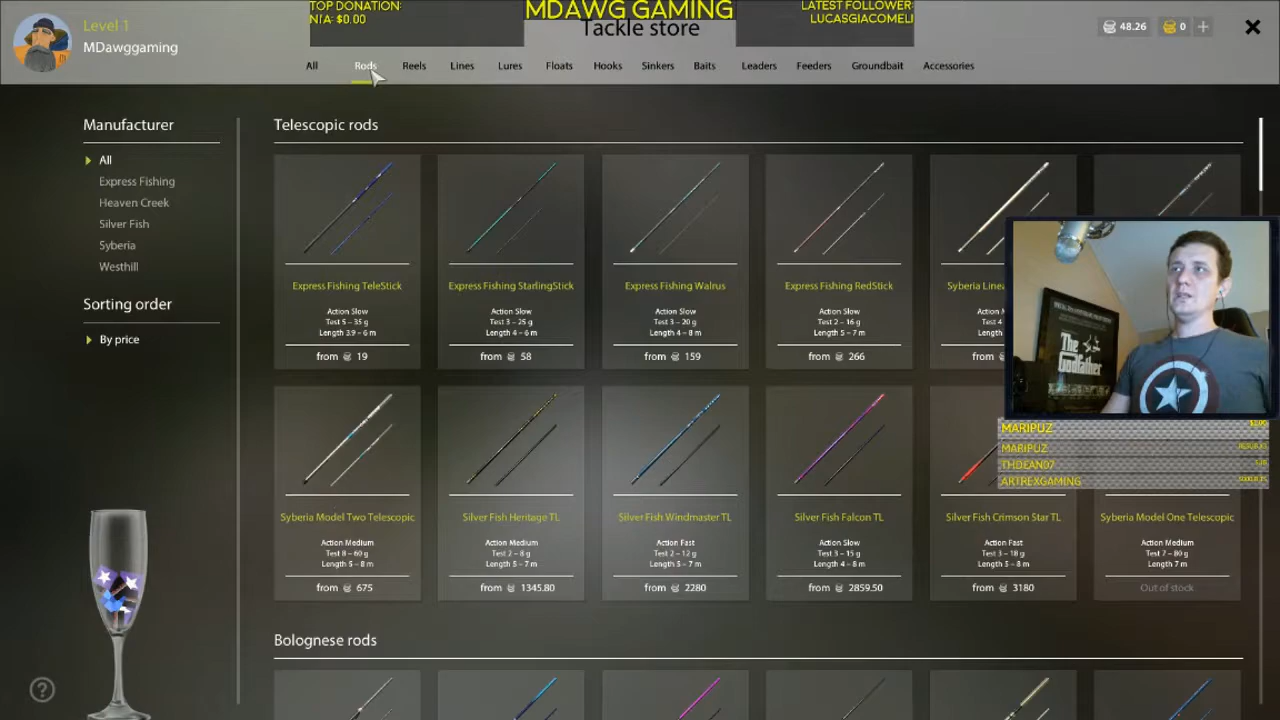 TOP DONATION:
N/A: $0.00
MDAWG GAMING
LATEST FOLLOWER:
LUCASGIACOMELI
Level 1
MDawggaming
Tackle store
48.26
0
All
Rods
Reels
Lines
Lures
Floats
Hooks
Sinkers
Baits
Leaders
Feeders
Groundbait
Accessories
Manufacturer
All
Express Fishing
Heaven Creek
Silver Fish
Syberia
Westhill
Sorting order
By price
Telescopic rods
Express Fishing TeleStick
Action Slow
Test 5 – 35 g
Length 3.9 – 6 m
from 19
Express Fishing StarlingStick
Action Slow
Test 3 – 25 g
Length 4 – 6 m
from 58
Express Fishing Walrus
Action Slow
Test 3 – 20 g
Length 4 – 8 m
from 159
Express Fishing RedStick
Action Slow
Test 2 – 16 g
Length 5 – 7 m
from 266
Syberia
Action
Test 4
Length
from
The
Godfather
Syberia Model Two Telescopic
Action Medium
Test 8 – 60 g
Length 5 – 8 m
from 675
Silver Fish Heritage TL
Action Medium
Test 2 – 8 g
Length 5 – 7 m
from 1345.80
Silver Fish Windmaster TL
Action Fast
Test 2 – 12 g
Length 5 – 7 m
from 2280
Silver Fish Falcon TL
Action Slow
Test 3 – 15 g
Length 4 – 8 m
from 2859.50
Silver Fish Crimson Star TL
Action Fast
Test 3 – 18 g
Length 5 – 8 m
from 3180
Syberia Model One Telescopic
Action Medium
Test 7 – 80 g
Length 7 m
Out of stock
MARIPUZ
MARIPUZ
THDEAN07
ARTREXGAMING
Bolognese rods
?